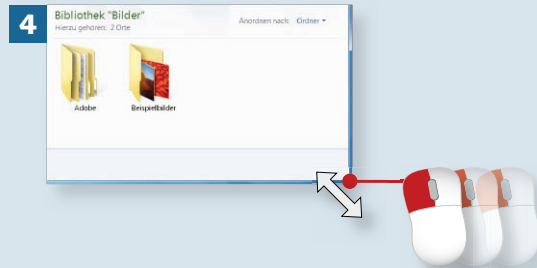 4
Bibliothek "Bilder"
Hierzu gehören: 2 Orte
Anordnen nach: Ordner
Adobe
Beispielbilder